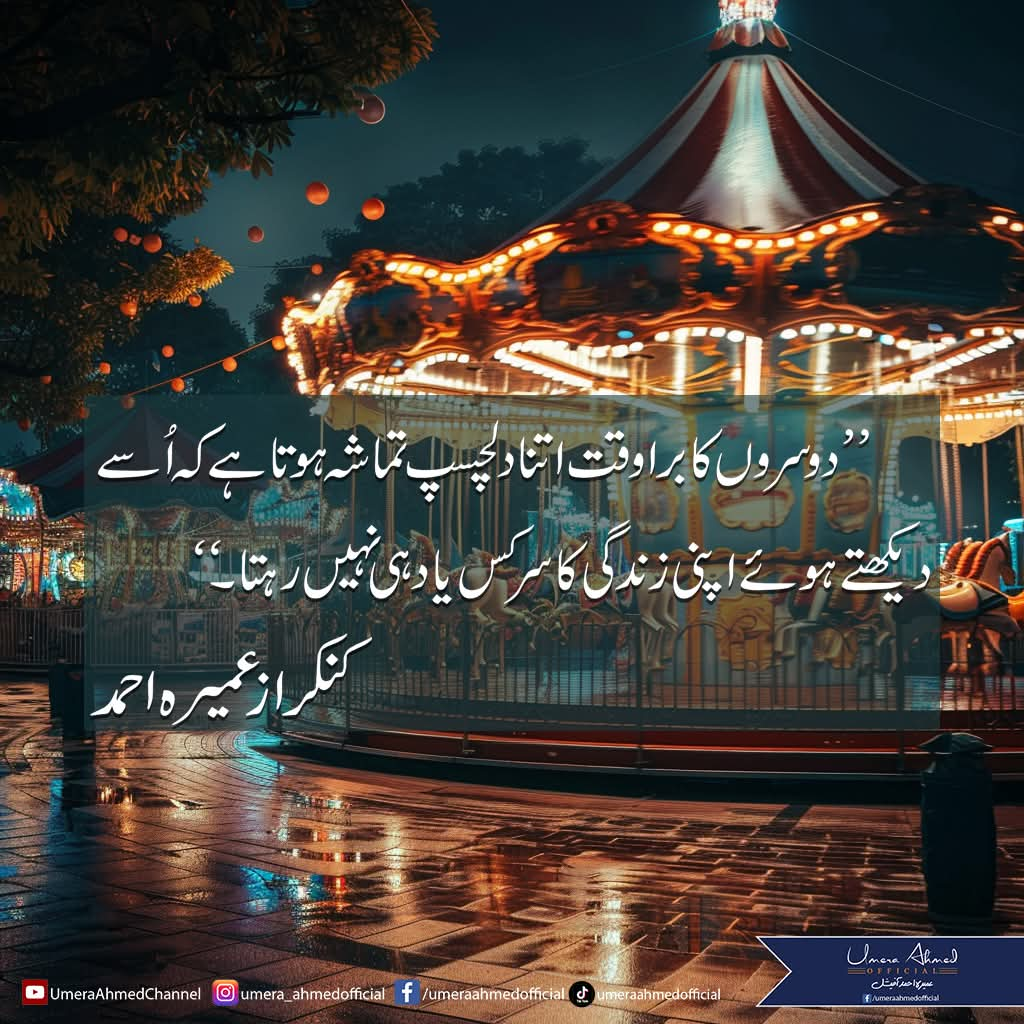 ”دوسروں کا برا وقت اتنا دلچسپ تماشہ ہوتا ہے کہ اُسے
دیکھتے ہوئے اپنی زندگی کا سرکس یاد ہی نہیں رہتا۔“
کنکر از عمیرہ احمد
Umera Ahmed
OFFICIAL
عمیرہ احمد آفیشل
/umeraahmedofficial
UmeraAhmedChannel umera_ahmedofficial /umeraahmedofficial umeraahmedofficial